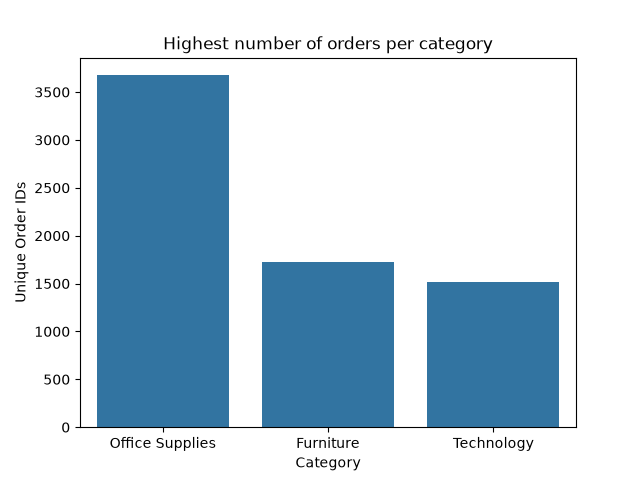 Highest number of orders per category
Unique Order IDs
3500
3000
2500
2000
1500
1000
500
0
Office Supplies
Furniture
Technology
Category